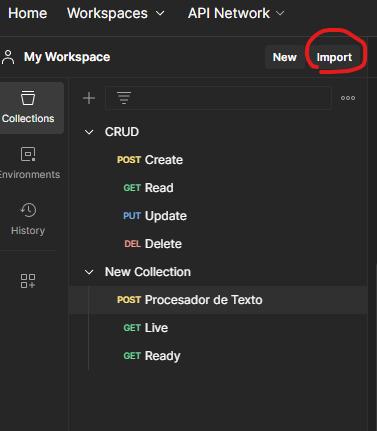 Home Workspaces API Network
My Workspace New Import
Collections
CRUD
POST Create
Environments
GET Read
PUT Update
History
DEL Delete
New Collection
POST Procesador de Texto
GET Live
GET Ready